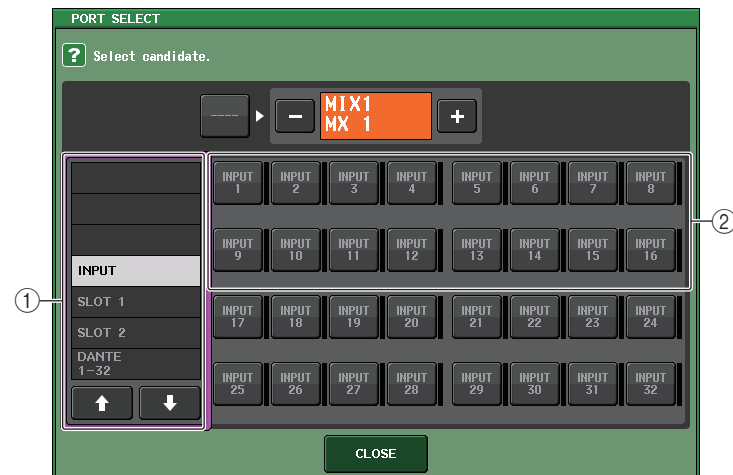 PORT SELECT
? Select candidate.
---- − MIX1 +
MX 1
INPUT
SLOT 1
SLOT 2
DANTE
1-32
INPUT INPUT INPUT INPUT INPUT INPUT INPUT INPUT
1 2 3 4 5 6 7 8
INPUT INPUT INPUT INPUT INPUT INPUT INPUT INPUT
9 10 11 12 13 14 15 16
INPUT INPUT INPUT INPUT INPUT INPUT INPUT INPUT
17 18 19 20 21 22 23 24
INPUT INPUT INPUT INPUT INPUT INPUT INPUT INPUT
25 26 27 28 29 30 31 32
CLOSE
①
②